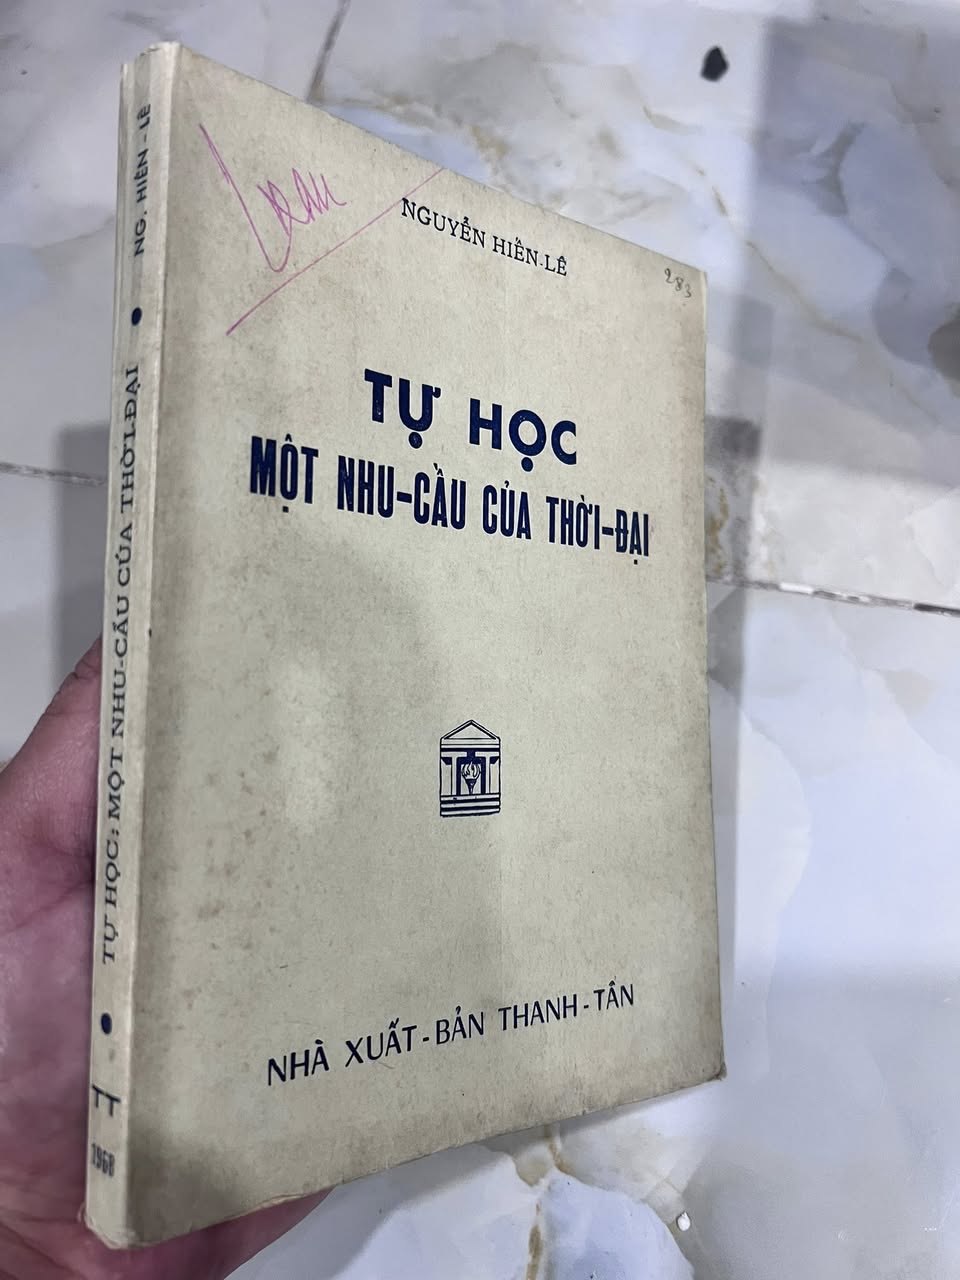 NGUYỄN HIẾN-LÊ
283
TỰ HỌC
MỘT NHU-CẦU CỦA THỜI-ĐẠI
NHÀ XUẤT-BẢN THANH-TÂN
NG. HIẾN-LÊ
TỰ HỌC: MỘT NHU-CẦU CỦA THỜI-ĐẠI
TT
1968